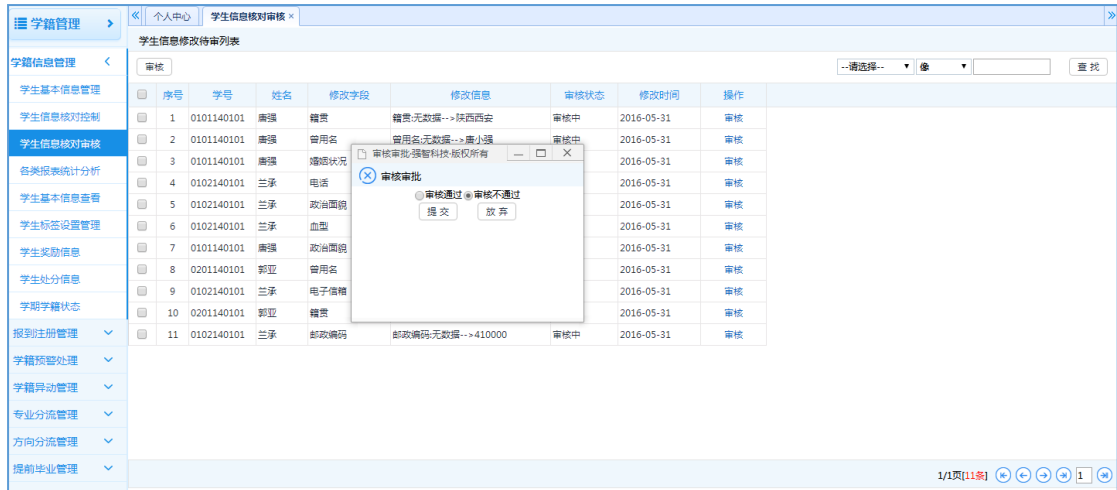 学籍管理
个人中心 学生信息核对审核 ×
学生信息修改待审列表
学籍信息管理
审核 --请选择-- 像 查 找
学生基本信息管理
学生信息核对控制
学生信息核对审核
各类报表统计分析
学生基本信息查看
学生标签设置管理
学生奖励信息
学生处分信息
学期学籍状态
报到注册管理
学籍预警处理
学籍异动管理
专业分流管理
方向分流管理
提前毕业管理
序号 学号 姓名 修改字段 修改信息 审核状态 修改时间 操作
1 0101140101 唐强 籍贯 籍贯:无数据-->陕西西安 审核中 2016-05-31 审核
2 0101140101 唐强 曾用名 曾用名:无数据-->唐小强 审核中 2016-05-31 审核
3 0101140101 唐强 婚姻状况 2016-05-31 审核
4 0102140101 兰承 电话 2016-05-31 审核
5 0102140101 兰承 政治面貌 2016-05-31 审核
6 0102140101 兰承 血型 2016-05-31 审核
7 0101140101 唐强 政治面貌 2016-05-31 审核
8 0201140101 郭亚 曾用名 2016-05-31 审核
9 0102140101 兰承 电子信箱 2016-05-31 审核
10 0201140101 郭亚 籍贯 2016-05-31 审核
11 0102140101 兰承 邮政编码 邮政编码:无数据-->410000 审核中 2016-05-31 审核
审核审批-强智科技·版权所有
审核审批
审核通过 审核不通过
提 交 放 弃
1/1页[11条] 1